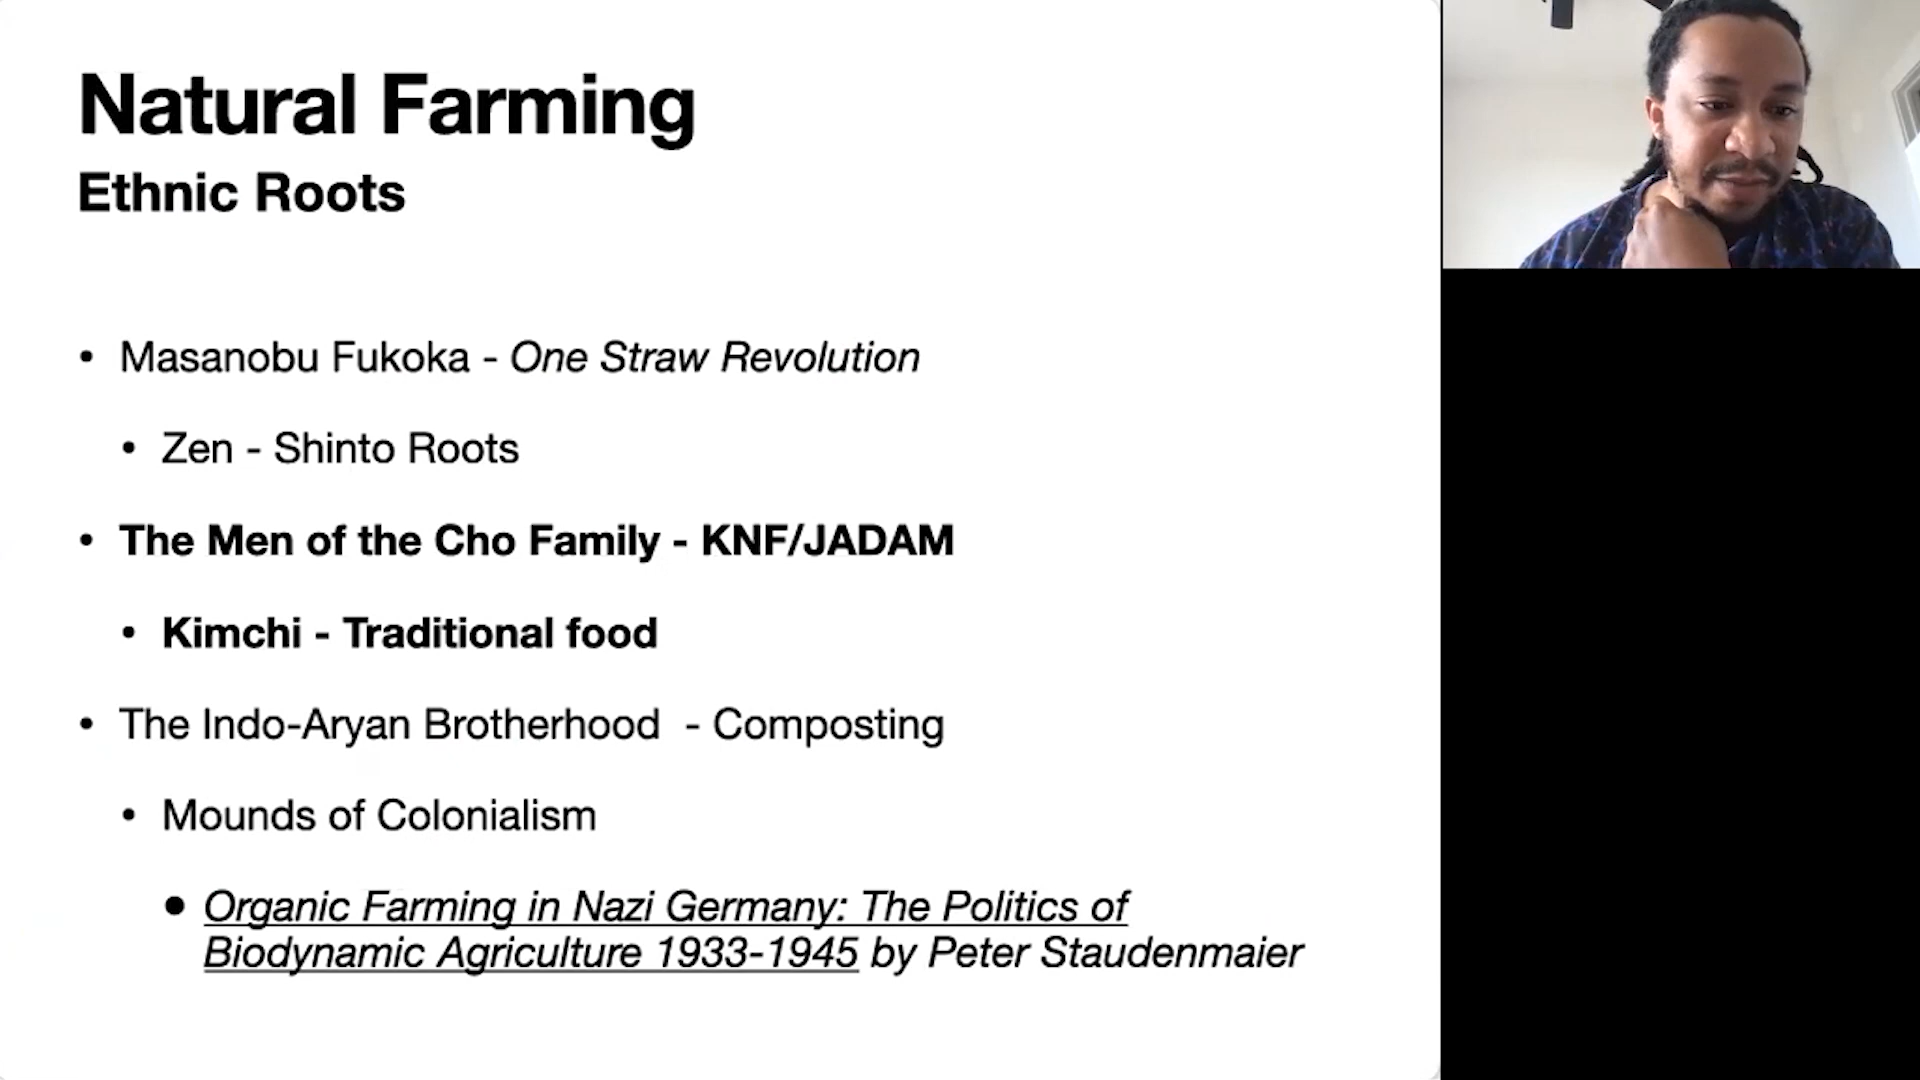 Natural Farming
Ethnic Roots
• Masanobu Fukoka - One Straw Revolution
• Zen - Shinto Roots
• The Men of the Cho Family - KNF/JADAM
• Kimchi - Traditional food
• The Indo-Aryan Brotherhood - Composting
• Mounds of Colonialism
• Organic Farming in Nazi Germany: The Politics of
Biodynamic Agriculture 1933-1945 by Peter Staudenmaier